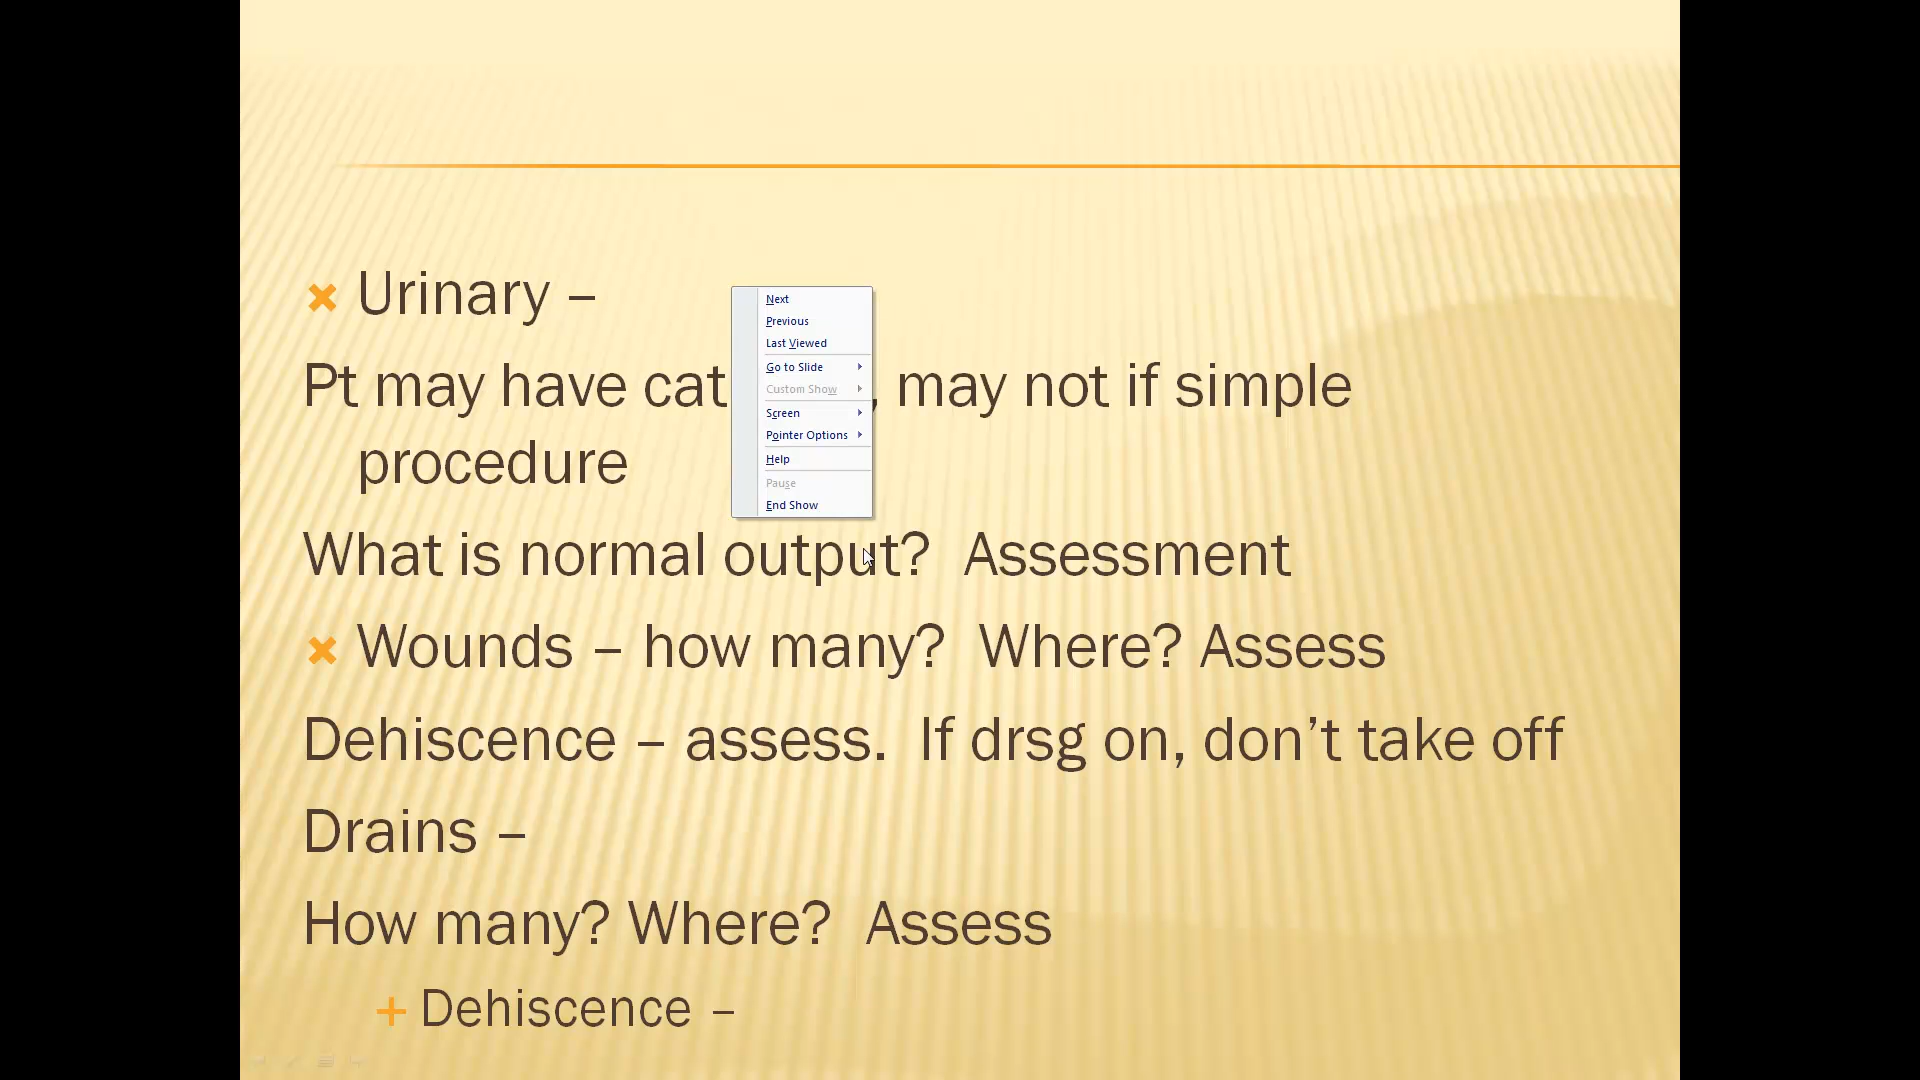 Urinary –
Pt may have cat , may not if simple
procedure
What is normal output? Assessment
Wounds – how many? Where? Assess
Dehiscence – assess. If drsg on, don’t take off
Drains –
How many? Where? Assess
Dehiscence –
Next
Previous
Last Viewed
Go to Slide
Custom Show
Screen
Pointer Options
Help
Pause
End Show